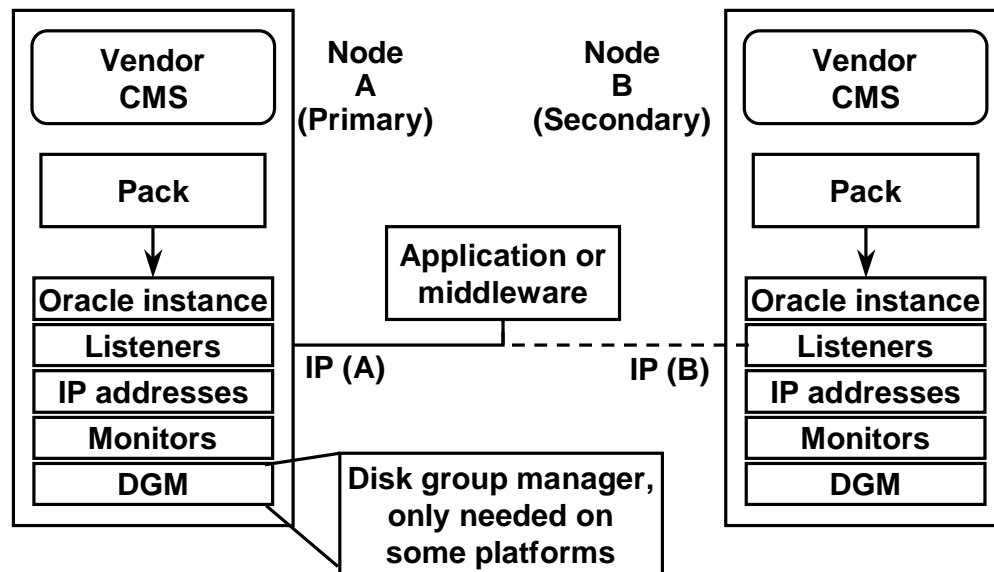 Vendor
CMS
Node
A
(Primary)
Node
B
(Secondary)
Vendor
CMS
Pack
Pack
Application or
middleware
Oracle instance
Listeners
IP addresses
Monitors
DGM
IP (A)
IP (B)
Oracle instance
Listeners
IP addresses
Monitors
DGM
Disk group manager,
only needed on
some platforms